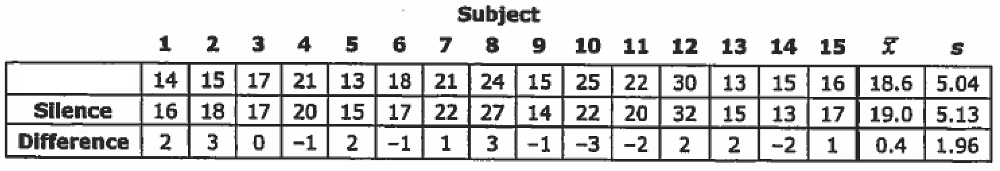 Subject
1 2 3 4 5 6 7 8 9 10 11 12 13 14 15 x̄ s
14 15 17 21 13 18 21 24 15 25 22 30 13 15 16 18.6 5.04
Silence 16 18 17 20 15 17 22 27 14 22 20 32 15 13 17 19.0 5.13
Difference 2 3 0 −1 2 −1 1 3 −1 −3 −2 2 2 −2 1 0.4 1.96